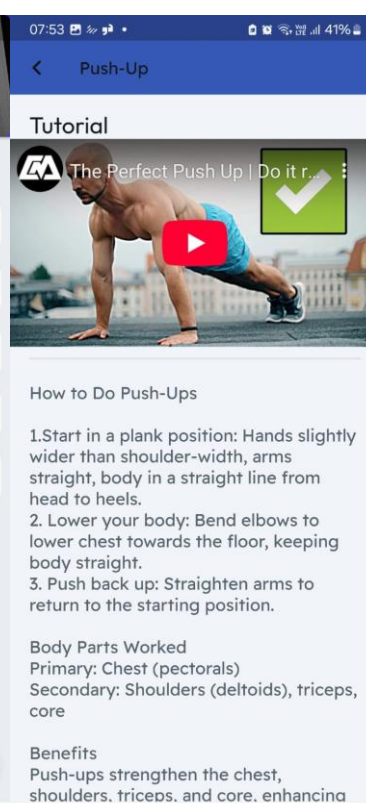 07:53
41%
Push-Up
Tutorial
The Perfect Push Up | Do it r...
How to Do Push-Ups
1.Start in a plank position: Hands slightly
wider than shoulder-width, arms
straight, body in a straight line from
head to heels.
2. Lower your body: Bend elbows to
lower chest towards the floor, keeping
body straight.
3. Push back up: Straighten arms to
return to the starting position.
Body Parts Worked
Primary: Chest (pectorals)
Secondary: Shoulders (deltoids), triceps,
core
Benefits
Push-ups strengthen the chest,
shoulders, triceps, and core, enhancing